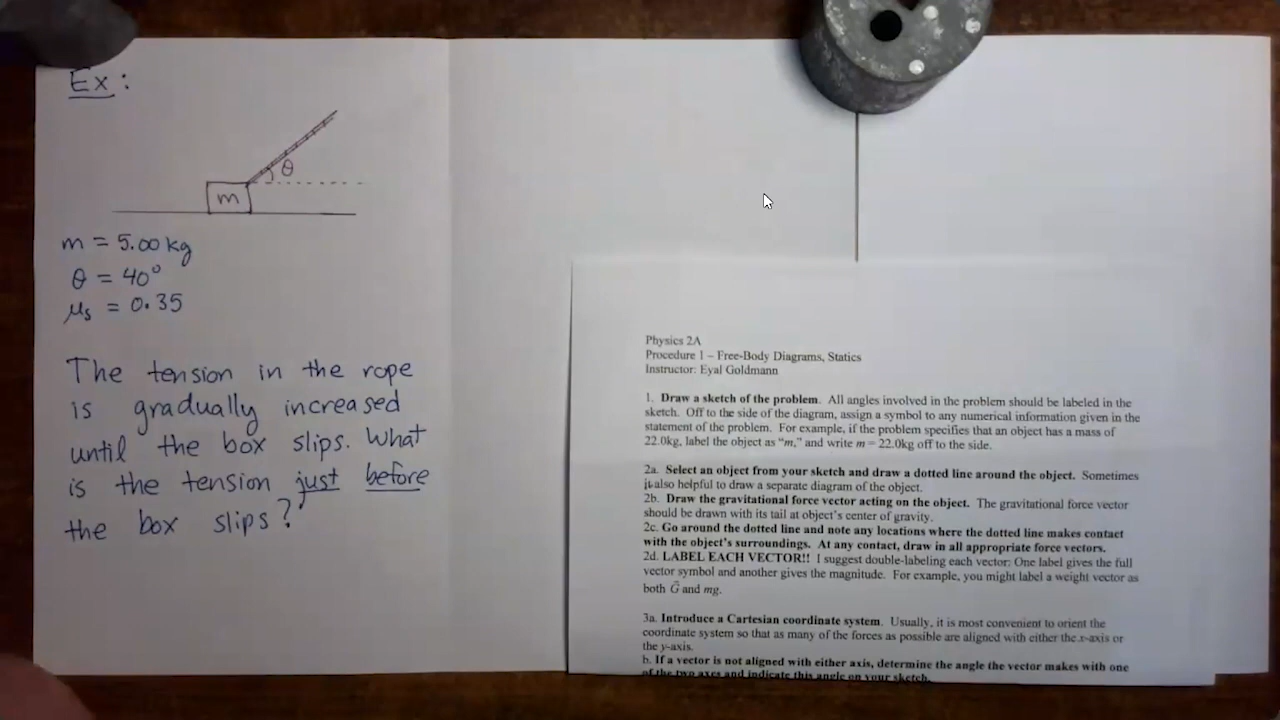 Ex:
θ
m
m = 5.00 kg
θ = 40°
μs = 0.35
The tension in the rope
is gradually increased
until the box slips. What
is the tension just before
the box slips?
Physics 2A
Procedure 1 – Free-Body Diagrams, Statics
Instructor: Eyal Goldmann
1. Draw a sketch of the problem. All angles involved in the problem should be labeled in the
sketch. Off to the side of the diagram, assign a symbol to any numerical information given in the
statement of the problem. For example, if the problem specifies that an object has a mass of
22.0kg, label the object as “m,” and write m = 22.0kg off to the side.
2a. Select an object from your sketch and draw a dotted line around the object. Sometimes
it also helpful to draw a separate diagram of the object.
2b. Draw the gravitational force vector acting on the object. The gravitational force vector
should be drawn with its tail at object’s center of gravity.
2c. Go around the dotted line and note any locations where the dotted line makes contact
with the object’s surroundings. At any contact, draw in all appropriate force vectors.
2d. LABEL EACH VECTOR!! I suggest double-labeling each vector: One label gives the full
vector symbol and another gives the magnitude. For example, you might label a weight vector as
both G⃗ and mg.
3a. Introduce a Cartesian coordinate system. Usually, it is most convenient to orient the
coordinate system so that as many of the forces as possible are aligned with either the x-axis or
the y-axis.
b. If a vector is not aligned with either axis, determine the angle the vector makes with one
of the two axes and indicate this angle on your sketch.